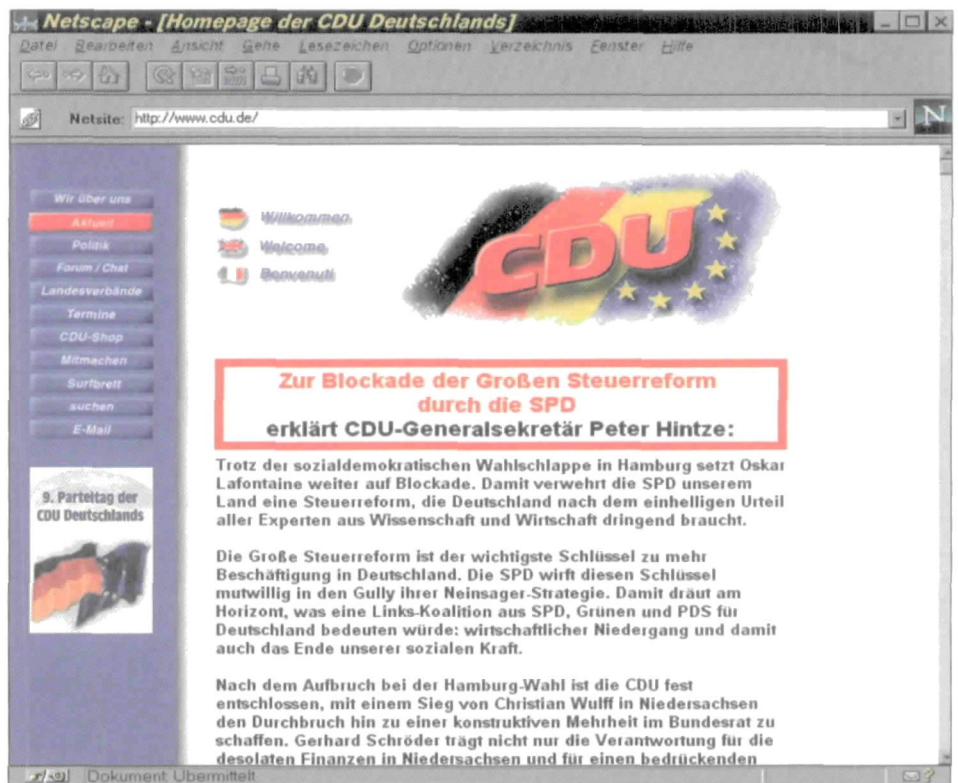 Netscape - [Homepage der CDU Deutschlands]
Datei Bearbeiten Ansicht Gehe Lesezeichen Optionen Verzeichnis Fenster Hilfe
Netsite: http://www.cdu.de/
N
Wir über uns
Aktuell
Politik
Forum / Chat
Landesverbände
Termine
CDU-Shop
Mitmachen
Surfbrett
suchen
E-Mail
9. Parteitag der
CDU Deutschlands
Willkommen
Welcome
Benvenuti
CDU
Zur Blockade der Großen Steuerreform
durch die SPD
erklärt CDU-Generalsekretär Peter Hintze:
Trotz der sozialdemokratischen Wahlschlappe in Hamburg setzt Oskar
Lafontaine weiter auf Blockade. Damit verwehrt die SPD unserem
Land eine Steuerreform, die Deutschland nach dem einhelligen Urteil
aller Experten aus Wissenschaft und Wirtschaft dringend braucht.
Die Große Steuerreform ist der wichtigste Schlüssel zu mehr
Beschäftigung in Deutschland. Die SPD wirft diesen Schlüssel
mutwillig in den Gully ihrer Neinsager-Strategie. Damit dräut am
Horizont, was eine Links-Koalition aus SPD, Grünen und PDS für
Deutschland bedeuten würde: wirtschaftlicher Niedergang und damit
auch das Ende unserer sozialen Kraft.
Nach dem Aufbruch bei der Hamburg-Wahl ist die CDU fest
entschlossen, mit einem Sieg von Christian Wulff in Niedersachsen
den Durchbruch hin zu einer konstruktiven Mehrheit im Bundesrat zu
schaffen. Gerhard Schröder trägt nicht nur die Verantwortung für die
desolaten Finanzen in Niedersachsen und für einen bedrückenden
Dokument: Übermittelt